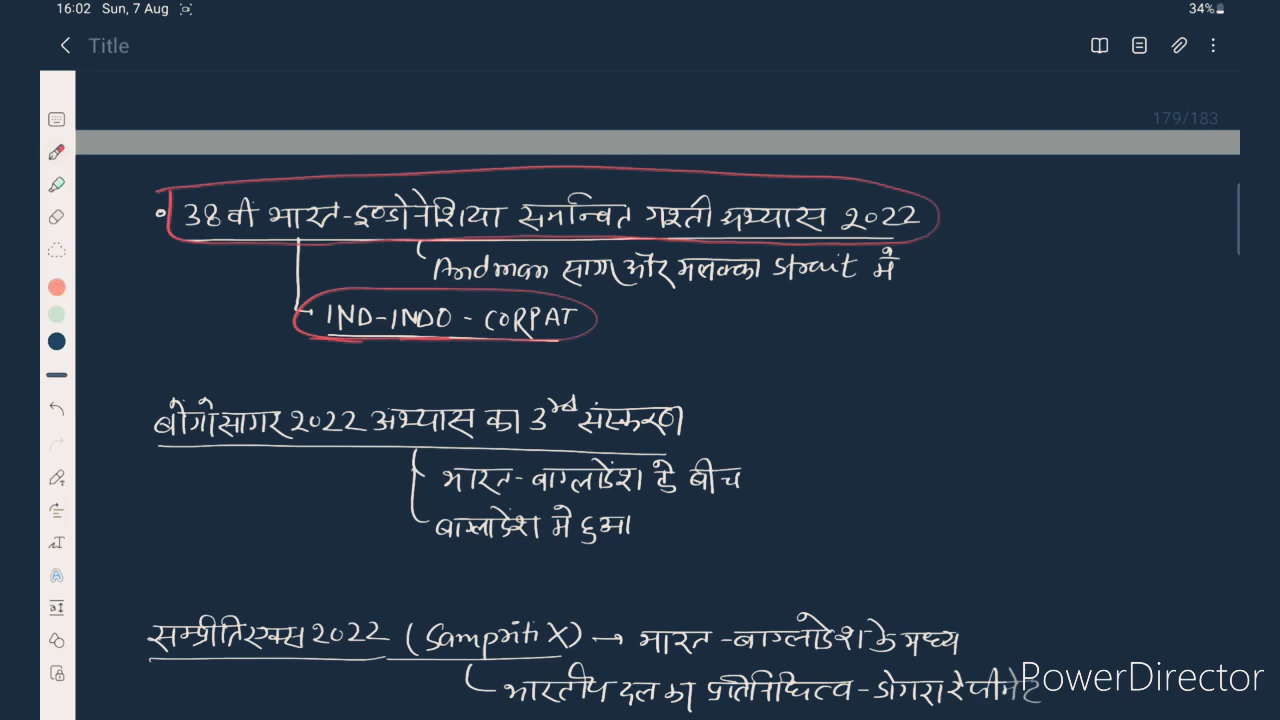 16:02 Sun, 7 Aug 34%
Title
179/183
38वी भारत-इण्डोनेशिया समन्वित गश्ती अभ्यास 2022
Andman सागर और मलक्का Strait में
IND-INDO-CORPAT
बोंगोसागर 2022 अभ्यास का 3rd संस्करण
भारत-बाग्लादेंश के बीच
बाग्लादेश मे हुआ
सम्प्रीति एक्स 2022 (Sampriti X) → भारत-बाग्लादेश के मध्य
भारतीय दल का प्रतिनिधित्व-डोगरा रेजीमेंट
PowerDirector